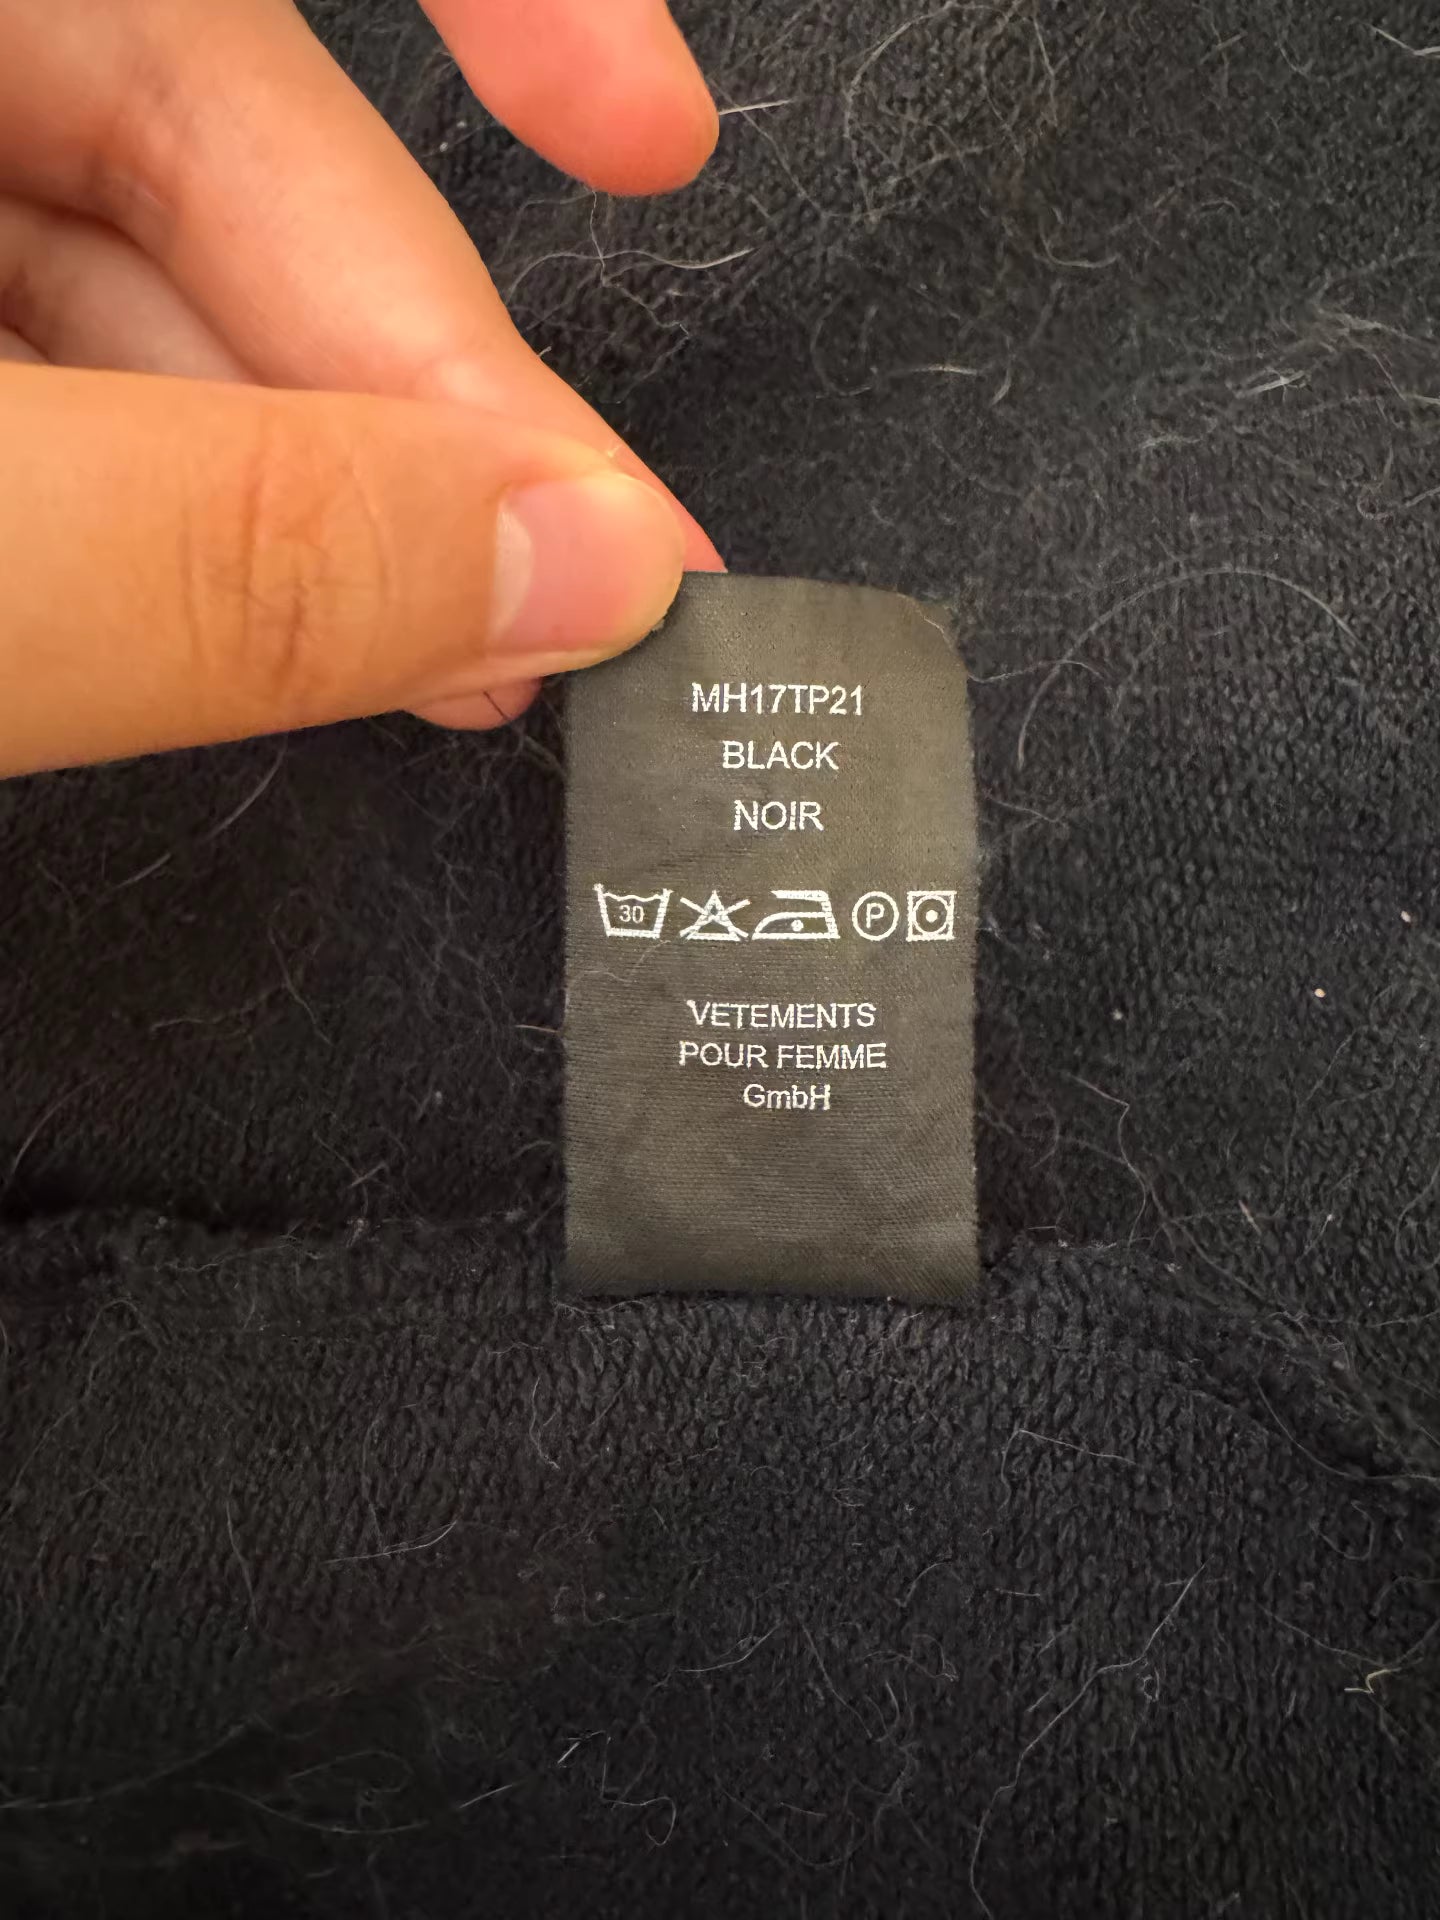 MH17TP21
BLACK
NOIR
30 P
VETEMENTS
POUR FEMME
GmbH